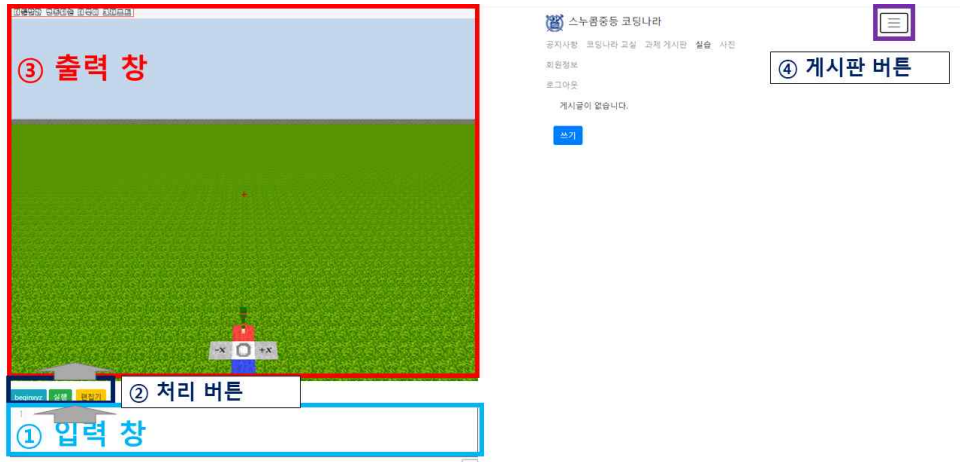 ③ 출력 창
-x
+x
beginxyz 실행 편집기
② 처리 버튼
1
① 입력 창
스누콤중등 코딩나라
공지사항 코딩나라 교실 과제 게시판 실습 사전
회원정보
로그아웃
게시글이 없습니다.
쓰기
④ 게시판 버튼